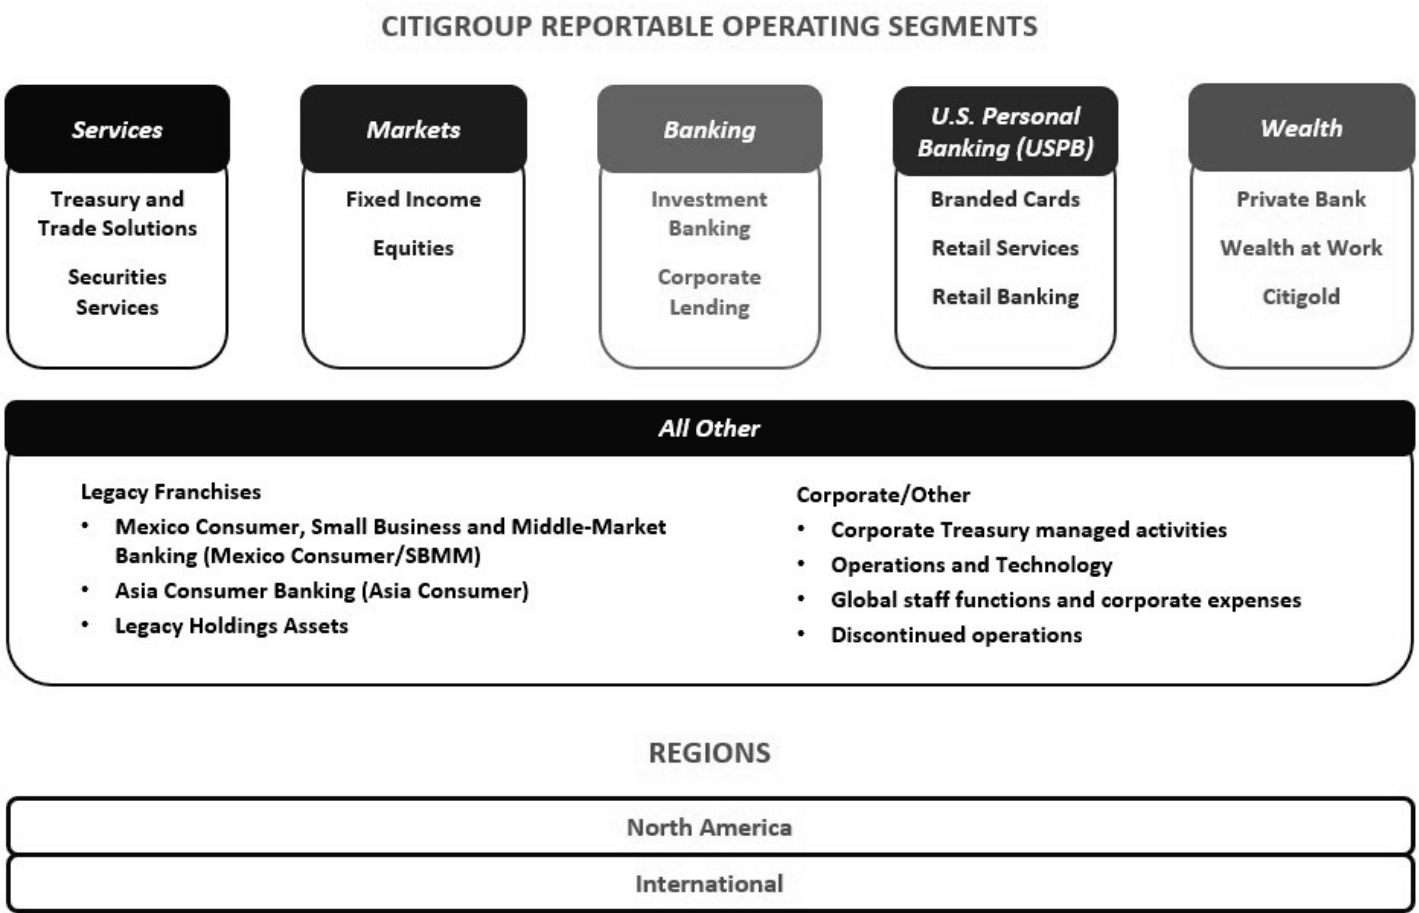 CITIGROUP REPORTABLE OPERATING SEGMENTS
Services
Treasury and
Trade Solutions
Securities
Services
Markets
Fixed Income
Equities
Banking
Investment
Banking
Corporate
Lending
U.S. Personal
Banking (USPB)
Branded Cards
Retail Services
Retail Banking
Wealth
Private Bank
Wealth at Work
Citigold
All Other
Legacy Franchises
• Mexico Consumer, Small Business and Middle-Market
Banking (Mexico Consumer/SBMM)
• Asia Consumer Banking (Asia Consumer)
• Legacy Holdings Assets
Corporate/Other
• Corporate Treasury managed activities
• Operations and Technology
• Global staff functions and corporate expenses
• Discontinued operations
REGIONS
North America
International